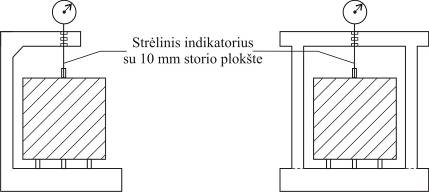 Strėlinis indikatorius
su 10 mm storio plokšte